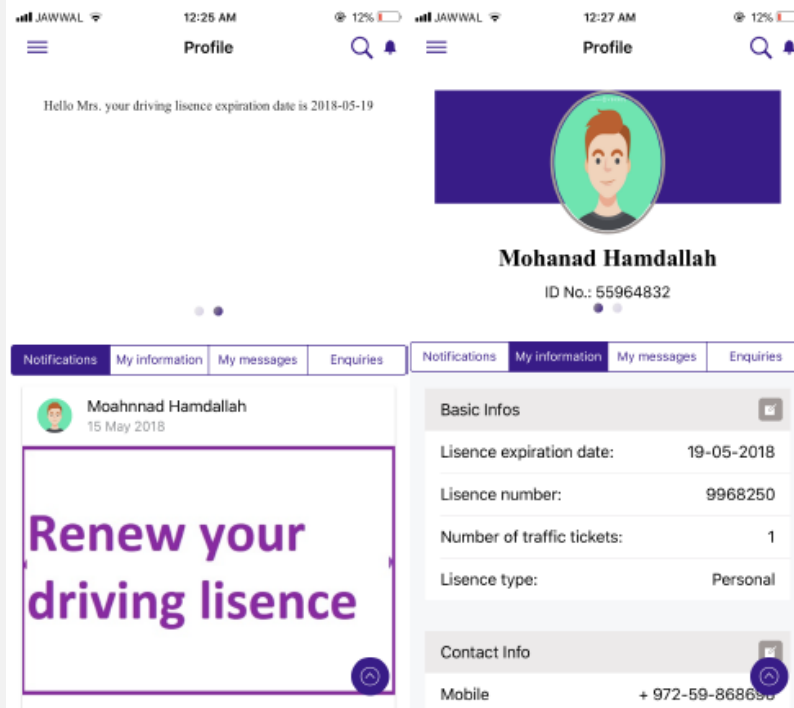 JAWWAL 12:25 AM 12%
Profile
Hello Mrs. your driving lisence expiration date is 2018-05-19
Notifications My information My messages Enquiries
Moahnnad Hamdallah
15 May 2018
Renew your
driving lisence
JAWWAL 12:27 AM 12%
Profile
Mohanad Hamdallah
ID No.: 55964832
Notifications My information My messages Enquiries
Basic Infos
Lisence expiration date: 19-05-2018
Lisence number: 9968250
Number of traffic tickets: 1
Lisence type: Personal
Contact Info
Mobile + 972-59-86869